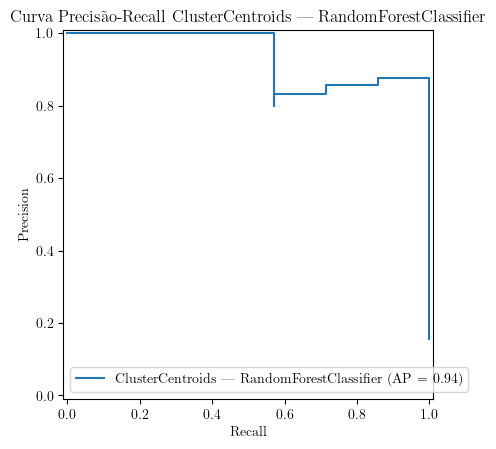 Curva Precisão-Recall ClusterCentroids — RandomForestClassifier
1.0
0.8
0.6
0.4
0.2
0.0
Precision
ClusterCentroids — RandomForestClassifier (AP = 0.94)
0.0 0.2 0.4 0.6 0.8 1.0
Recall